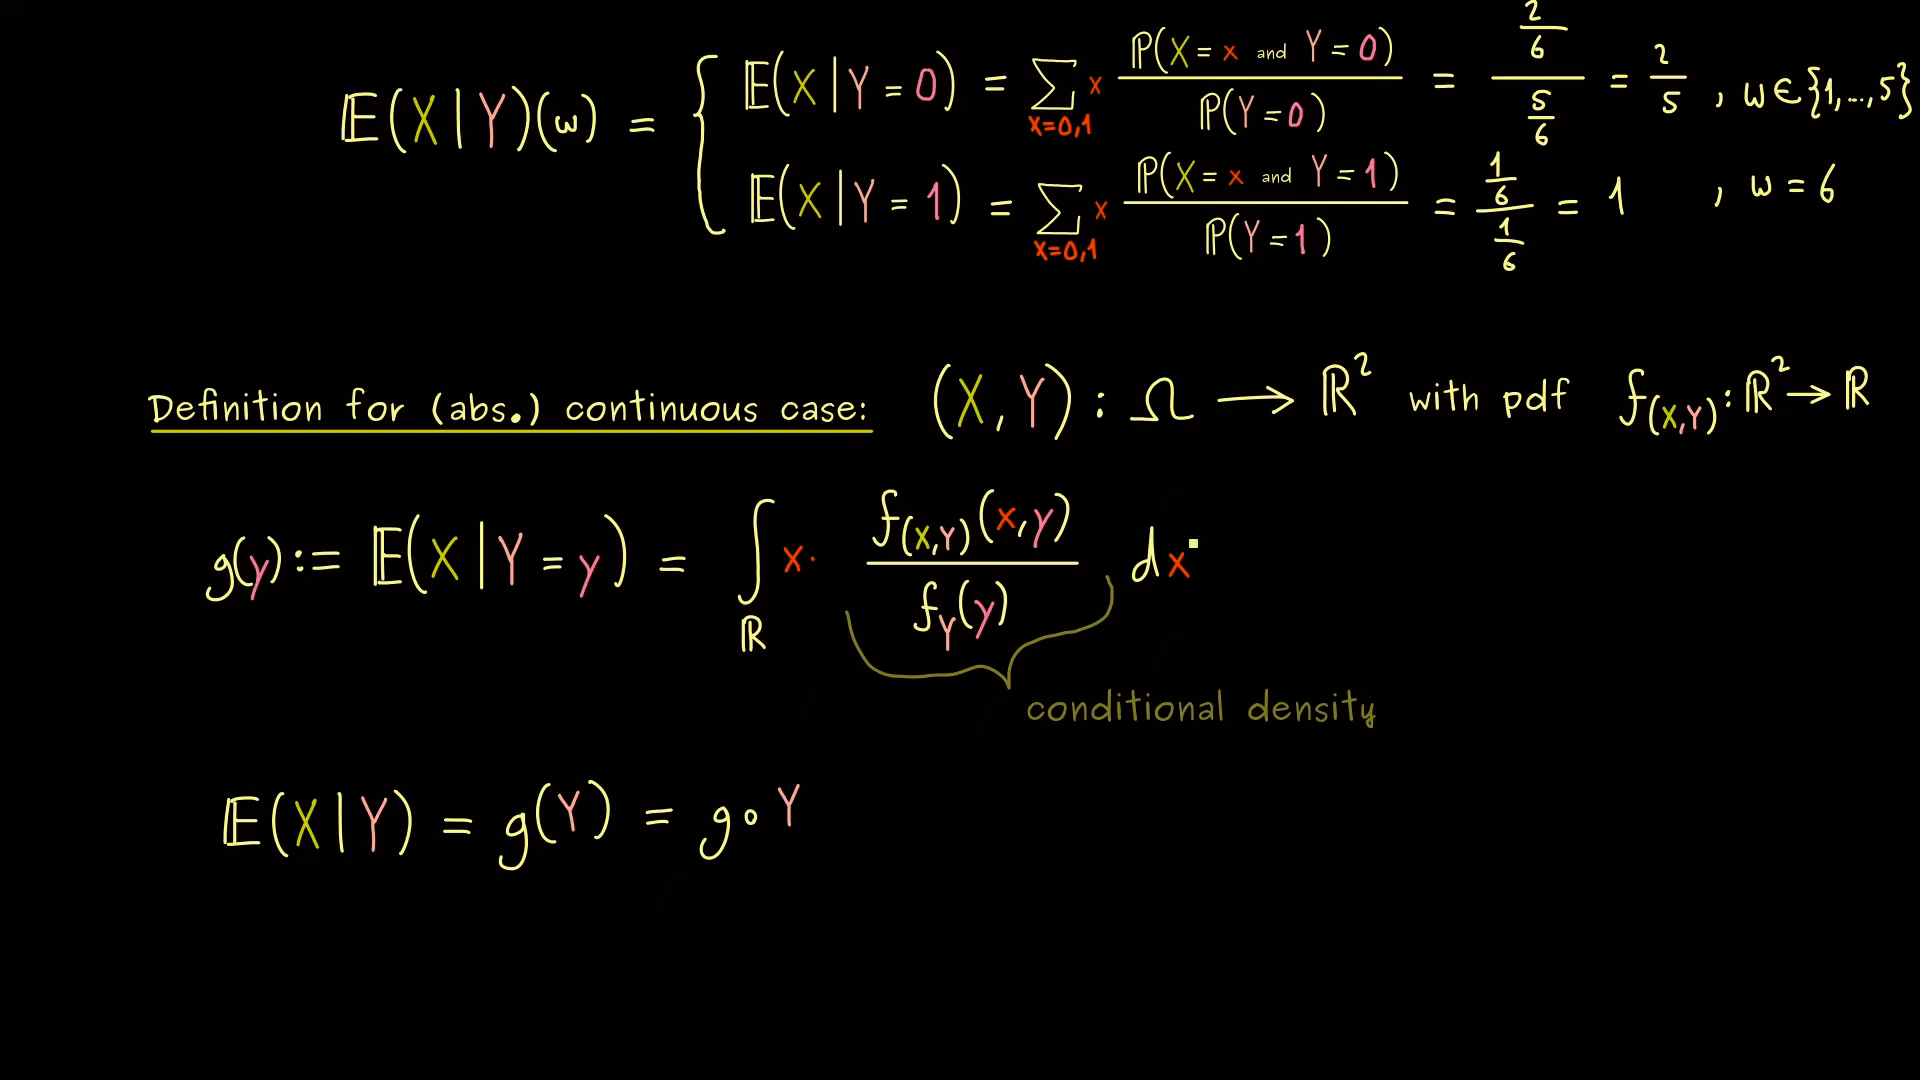 𝔼(X|Y)(ω) = { 𝔼(X|Y=0) = ∑_{x=0,1} x ℙ(X=x and Y=0) / ℙ(Y=0) = (2/6) / (5/6) = 2/5 , ω∈{1,...,5}
𝔼(X|Y=1) = ∑_{x=0,1} x ℙ(X=x and Y=1) / ℙ(Y=1) = (1/6) / (1/6) = 1 , ω = 6
Definition for (abs.) continuous case: (X,Y): Ω → ℝ² with pdf f_{(X,Y)}: ℝ² → ℝ
g(y) := 𝔼(X|Y=y) = ∫_ℝ x· f_{(X,Y)}(x,y) / f_Y(y) dx
conditional density
𝔼(X|Y) = g(Y) = g∘Y